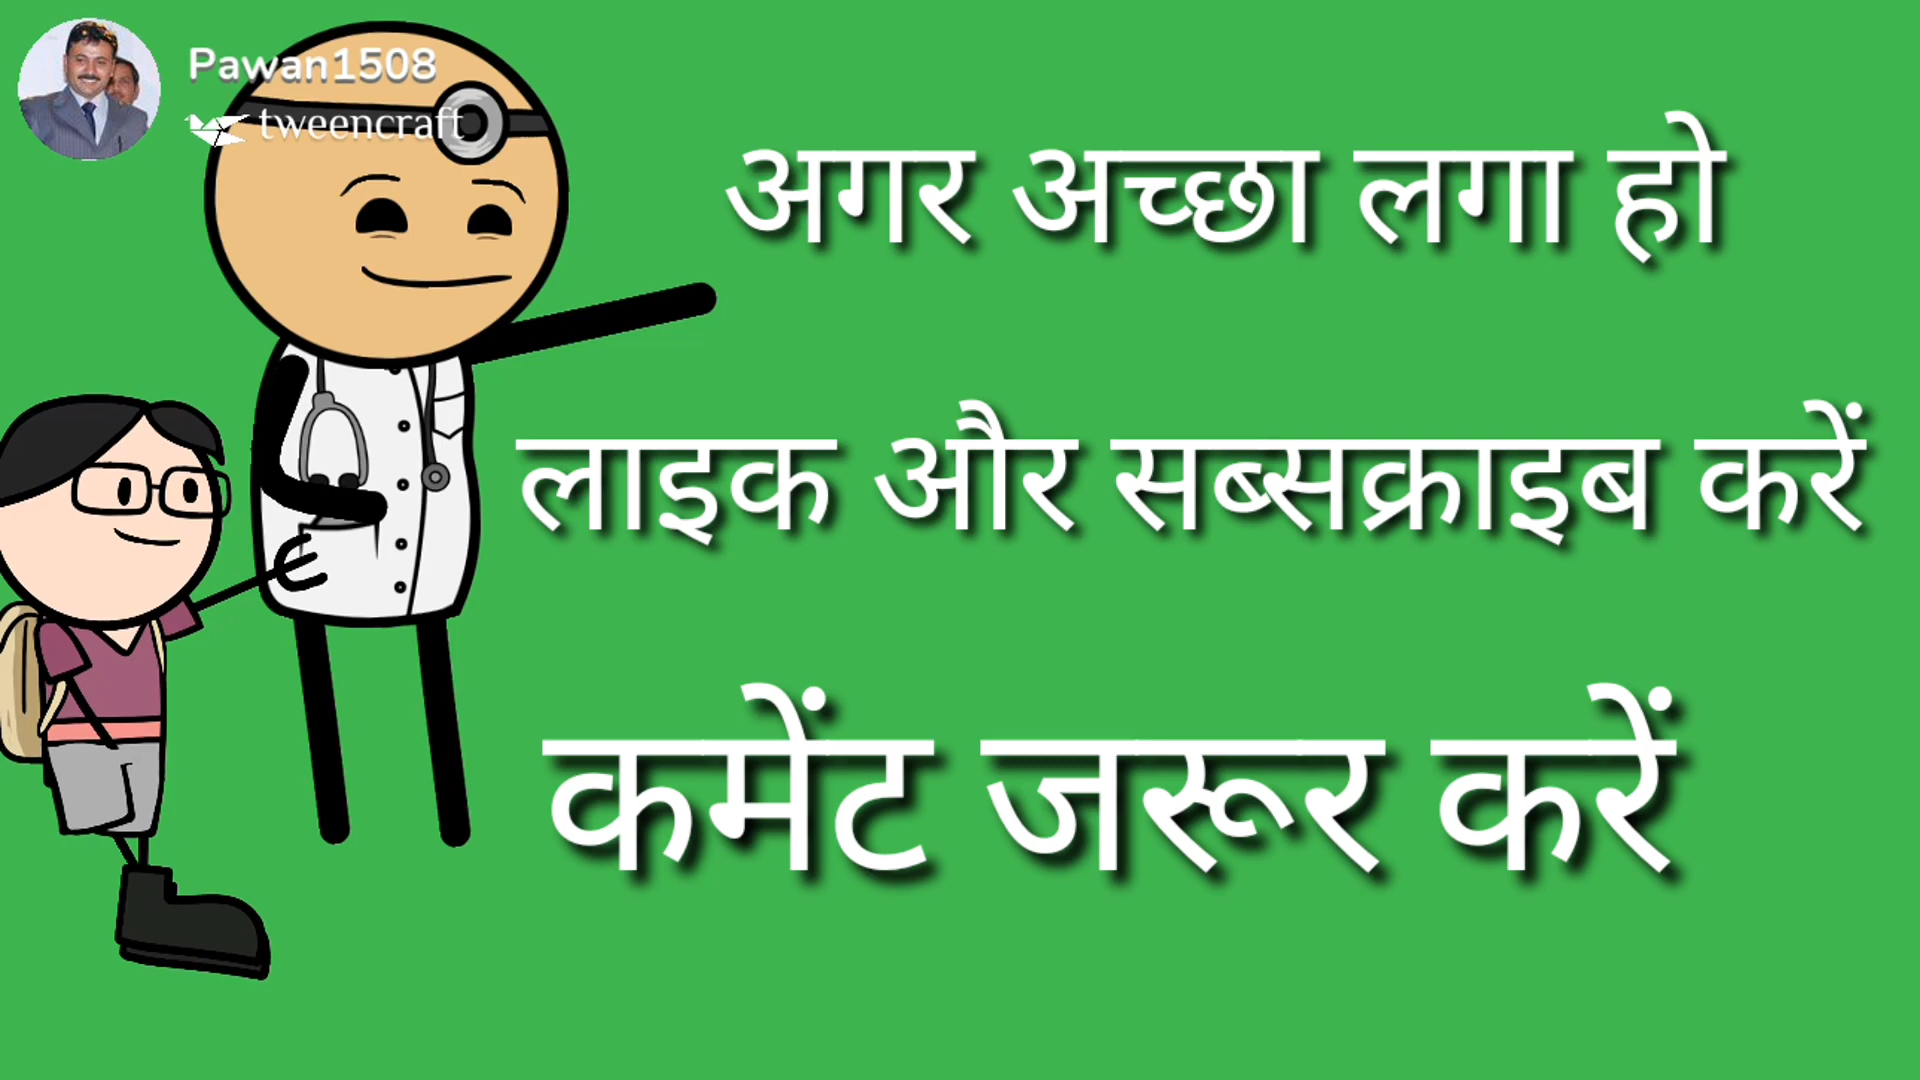 Pawan1508
tweencraft
अगर अच्छा लगा हो
लाइक और सब्सक्राइब करें
कमेंट जरूर करें